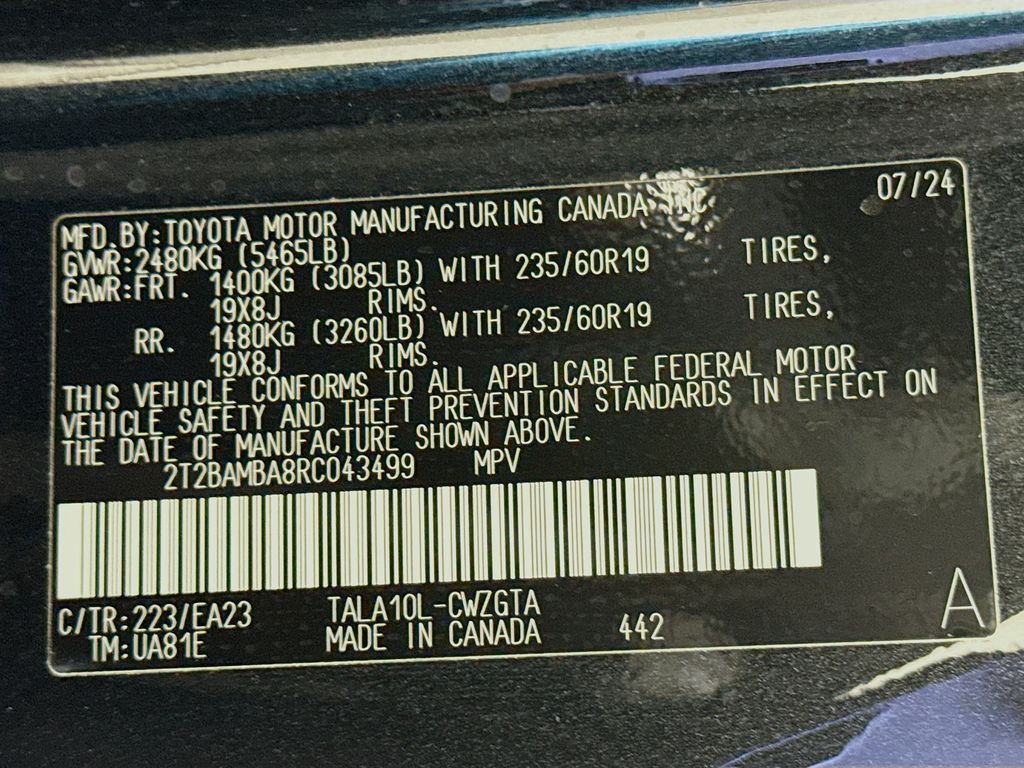 07/24
MFD.BY:TOYOTA MOTOR MANUFACTURING CANADA INC
GVWR:2480KG (5465LB)
GAWR:FRT. 1400KG (3085LB) WITH 235/60R19 TIRES,
19X8J RIMS.
RR. 1480KG (3260LB) WITH 235/60R19 TIRES,
19X8J RIMS.
THIS VEHICLE CONFORMS TO ALL APPLICABLE FEDERAL MOTOR
VEHICLE SAFETY AND THEFT PREVENTION STANDARDS IN EFFECT ON
THE DATE OF MANUFACTURE SHOWN ABOVE.
2T2BAMBA8RC043499 MPV
C/TR:223/EA23 TALA10L-CWZGTA
TM:UA81E MADE IN CANADA 442
A